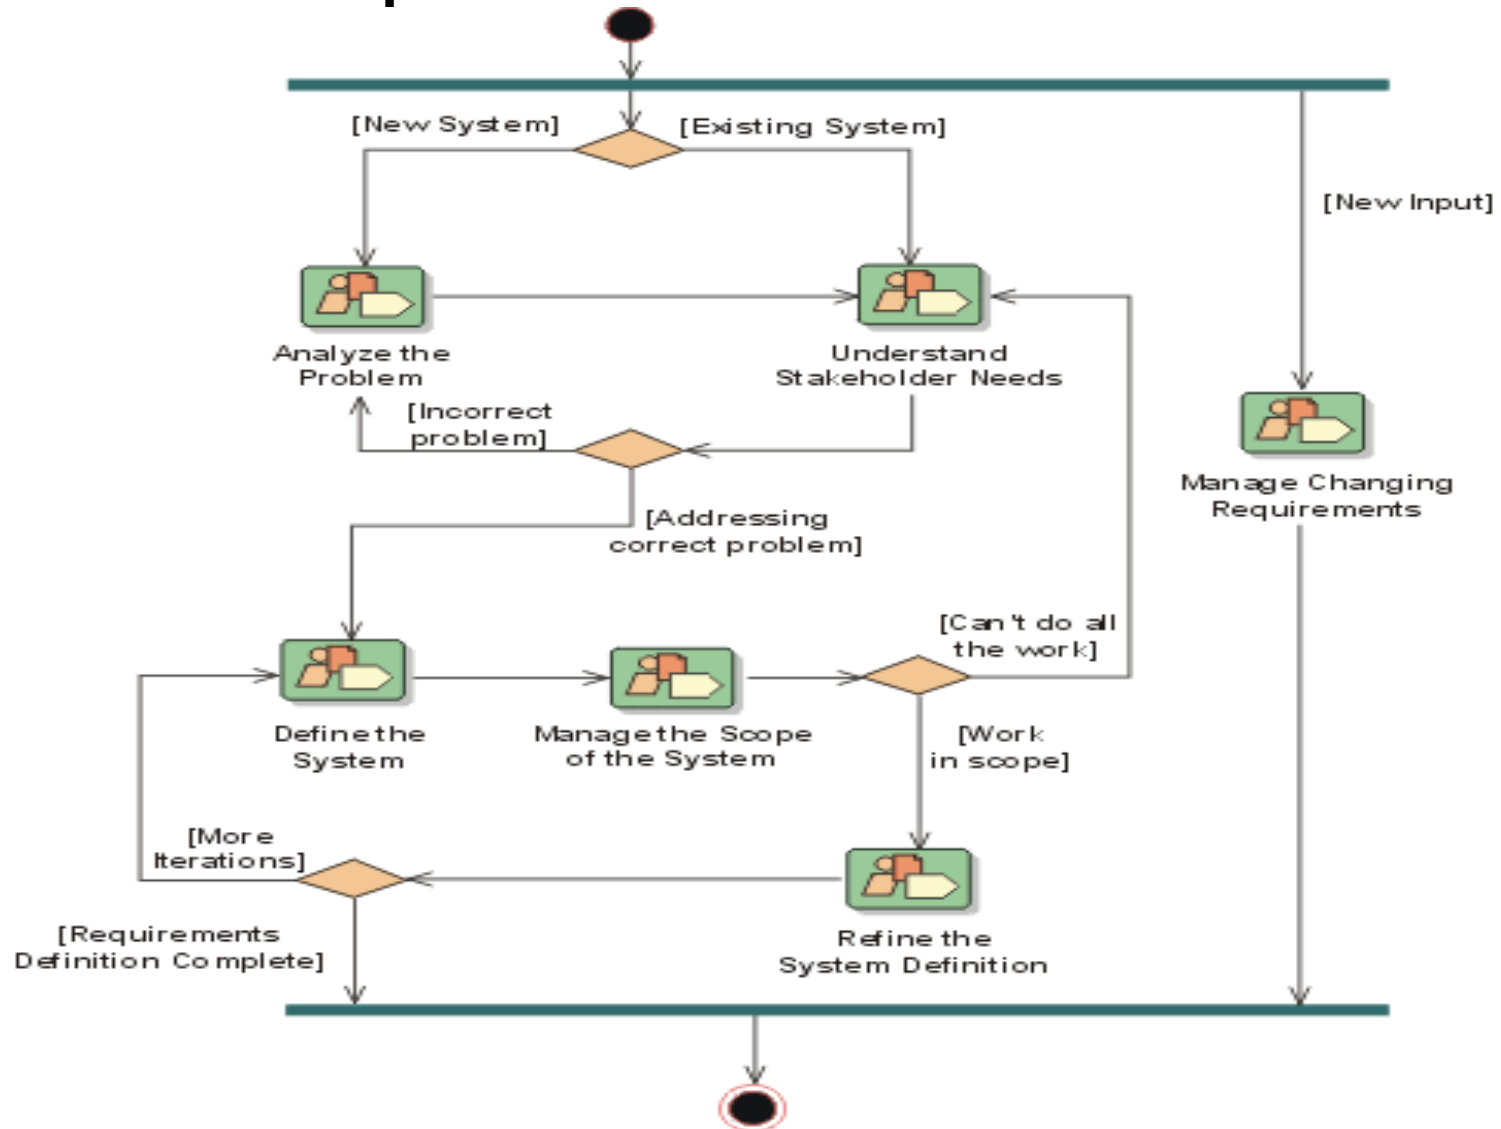 [New System]
[Existing System]
[New Input]
Analyze the
Problem
Understand
Stakeholder Needs
[Incorrect
problem]
Manage Changing
Requirements
[Addressing
correct problem]
[Can't do all
the work]
Define the
System
Manage the Scope
of the System
[Work
in scope]
[More
Iterations]
[Requirements
Definition Complete]
Refine the
System Definition